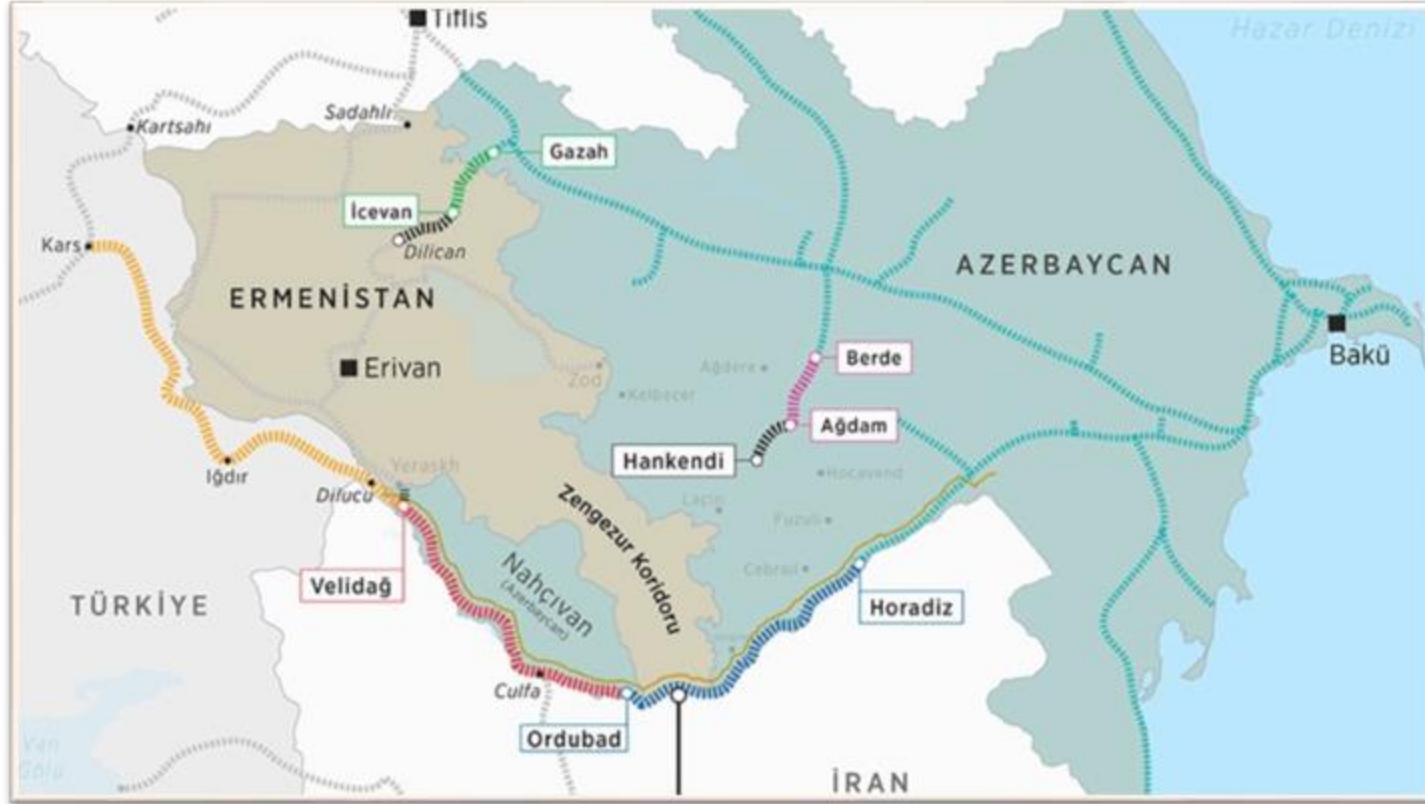 Tiflis
Hazar Denizi
Sadahlı
Kartsahı
Gazah
İcevan
Kars
Dilican
AZERBAYCAN
ERMENİSTAN
Bakü
Berde
Erivan
Ağdere
Zod
Kelbecer
Ağdam
Hankendi
Iğdır
Yeraskh
Hocavend
Dilucu
Laçin
Zengezur Koridoru
Fuzuli
Cebrail
Velidağ
Nahçıvan
(Azerbaycan)
TÜRKİYE
Horadiz
Culfa
Ordubad
Van
Gölü
İRAN